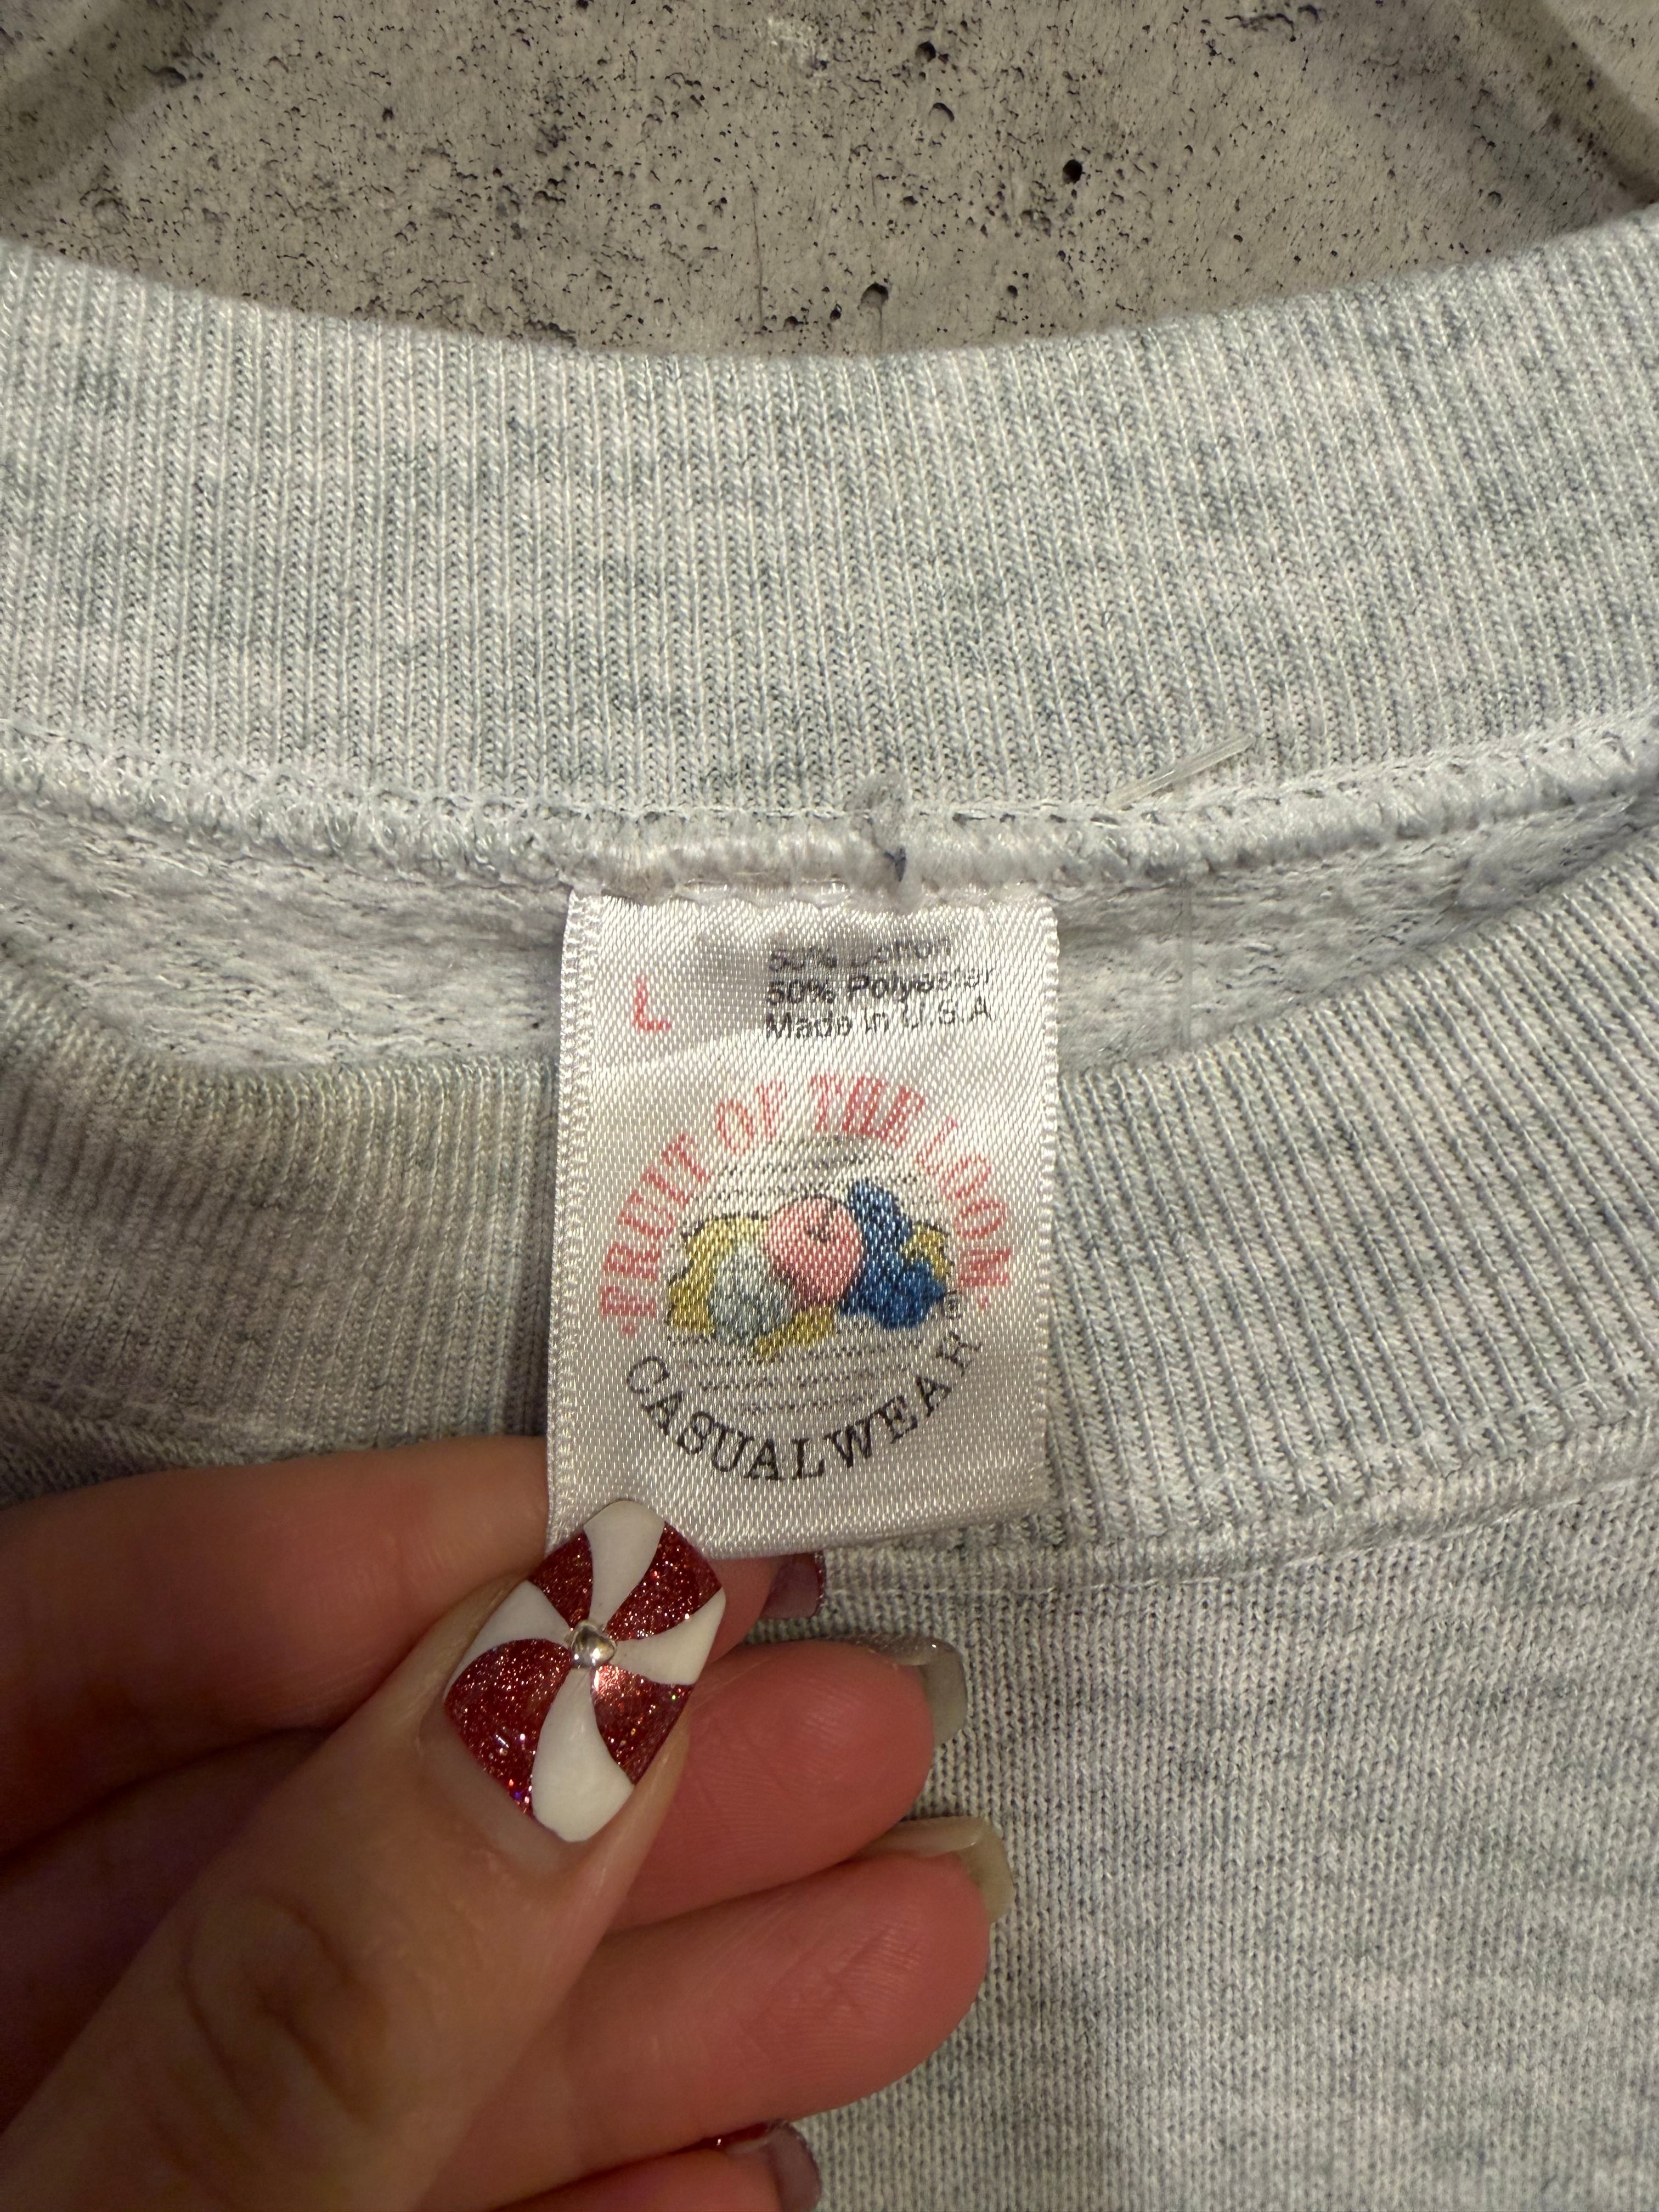 L
50% Cotton
50% Polyester
Made in U.S.A
FRUIT OF THE LOOM
®
CASUALWEAR